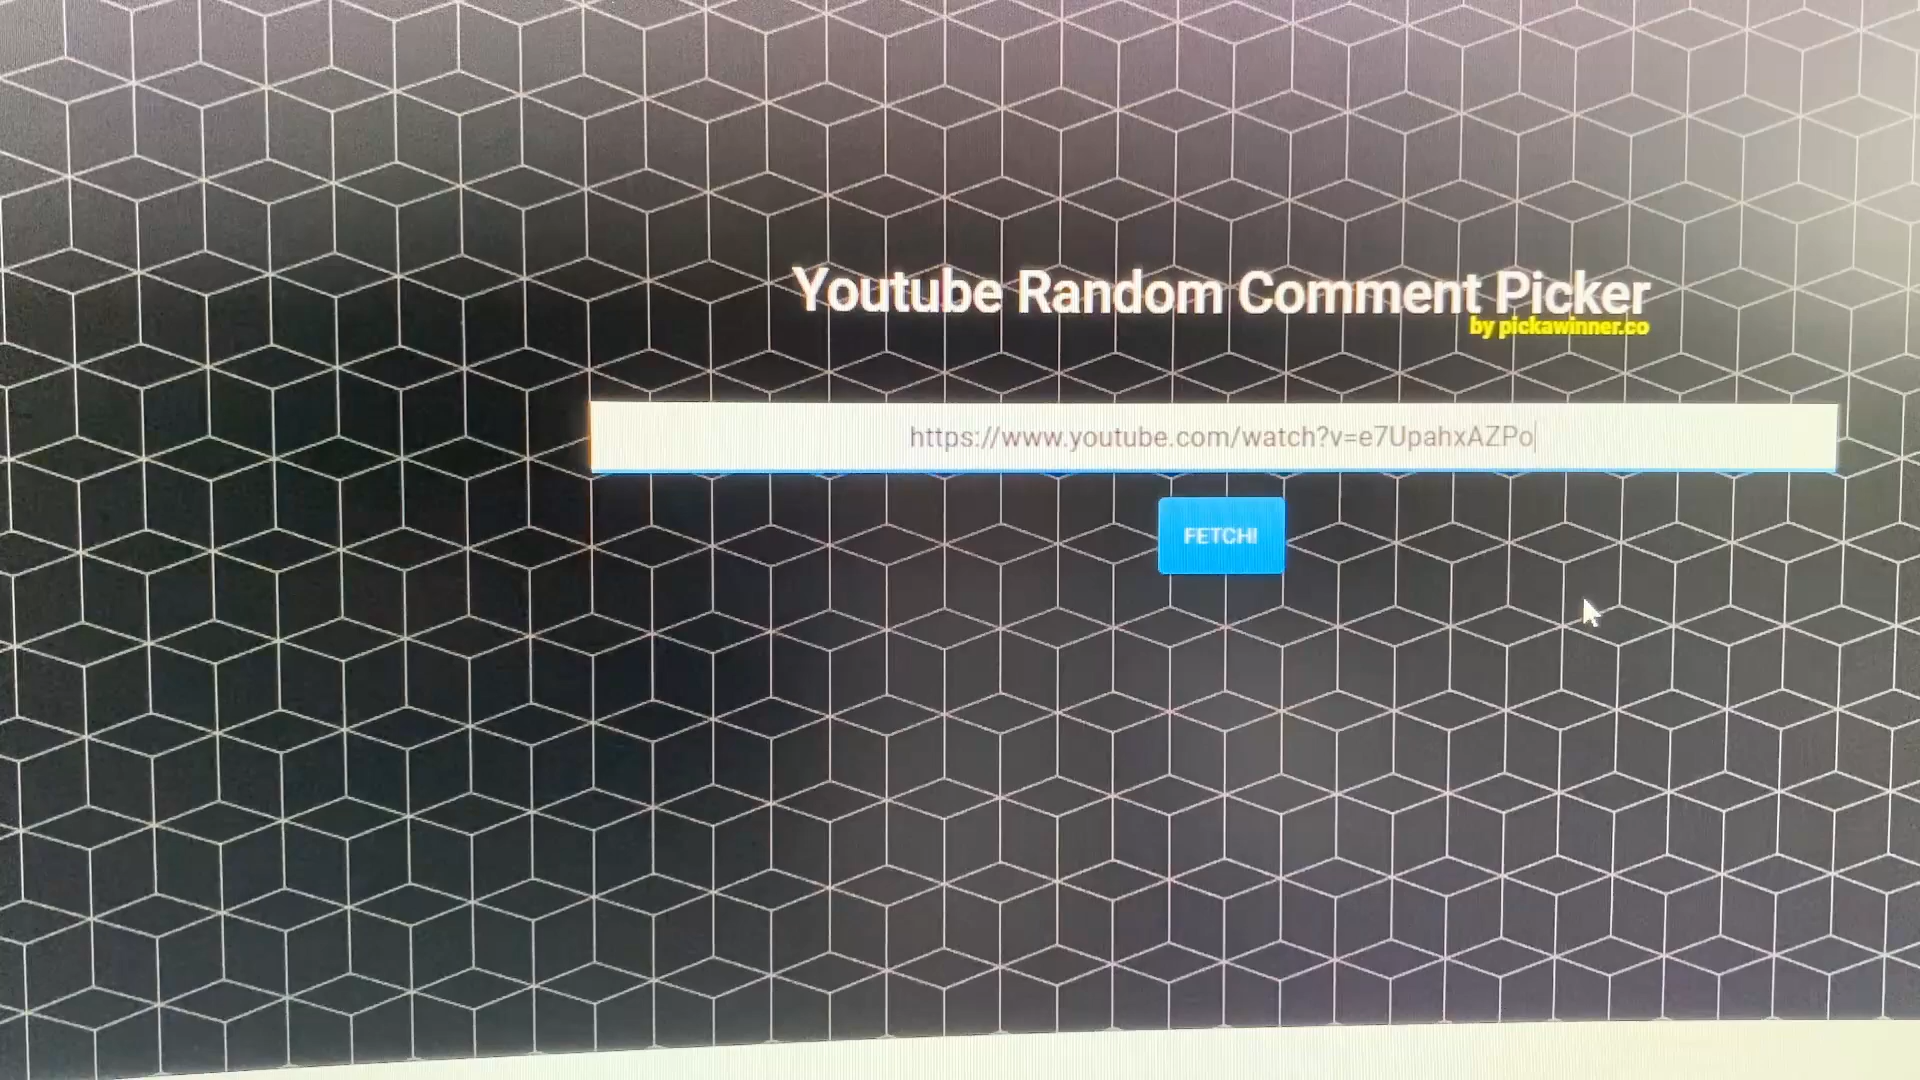 Youtube Random Comment Picker
by pickawinner.co
https://www.youtube.com/watch?v=e7UpahxAZPo
FETCH!